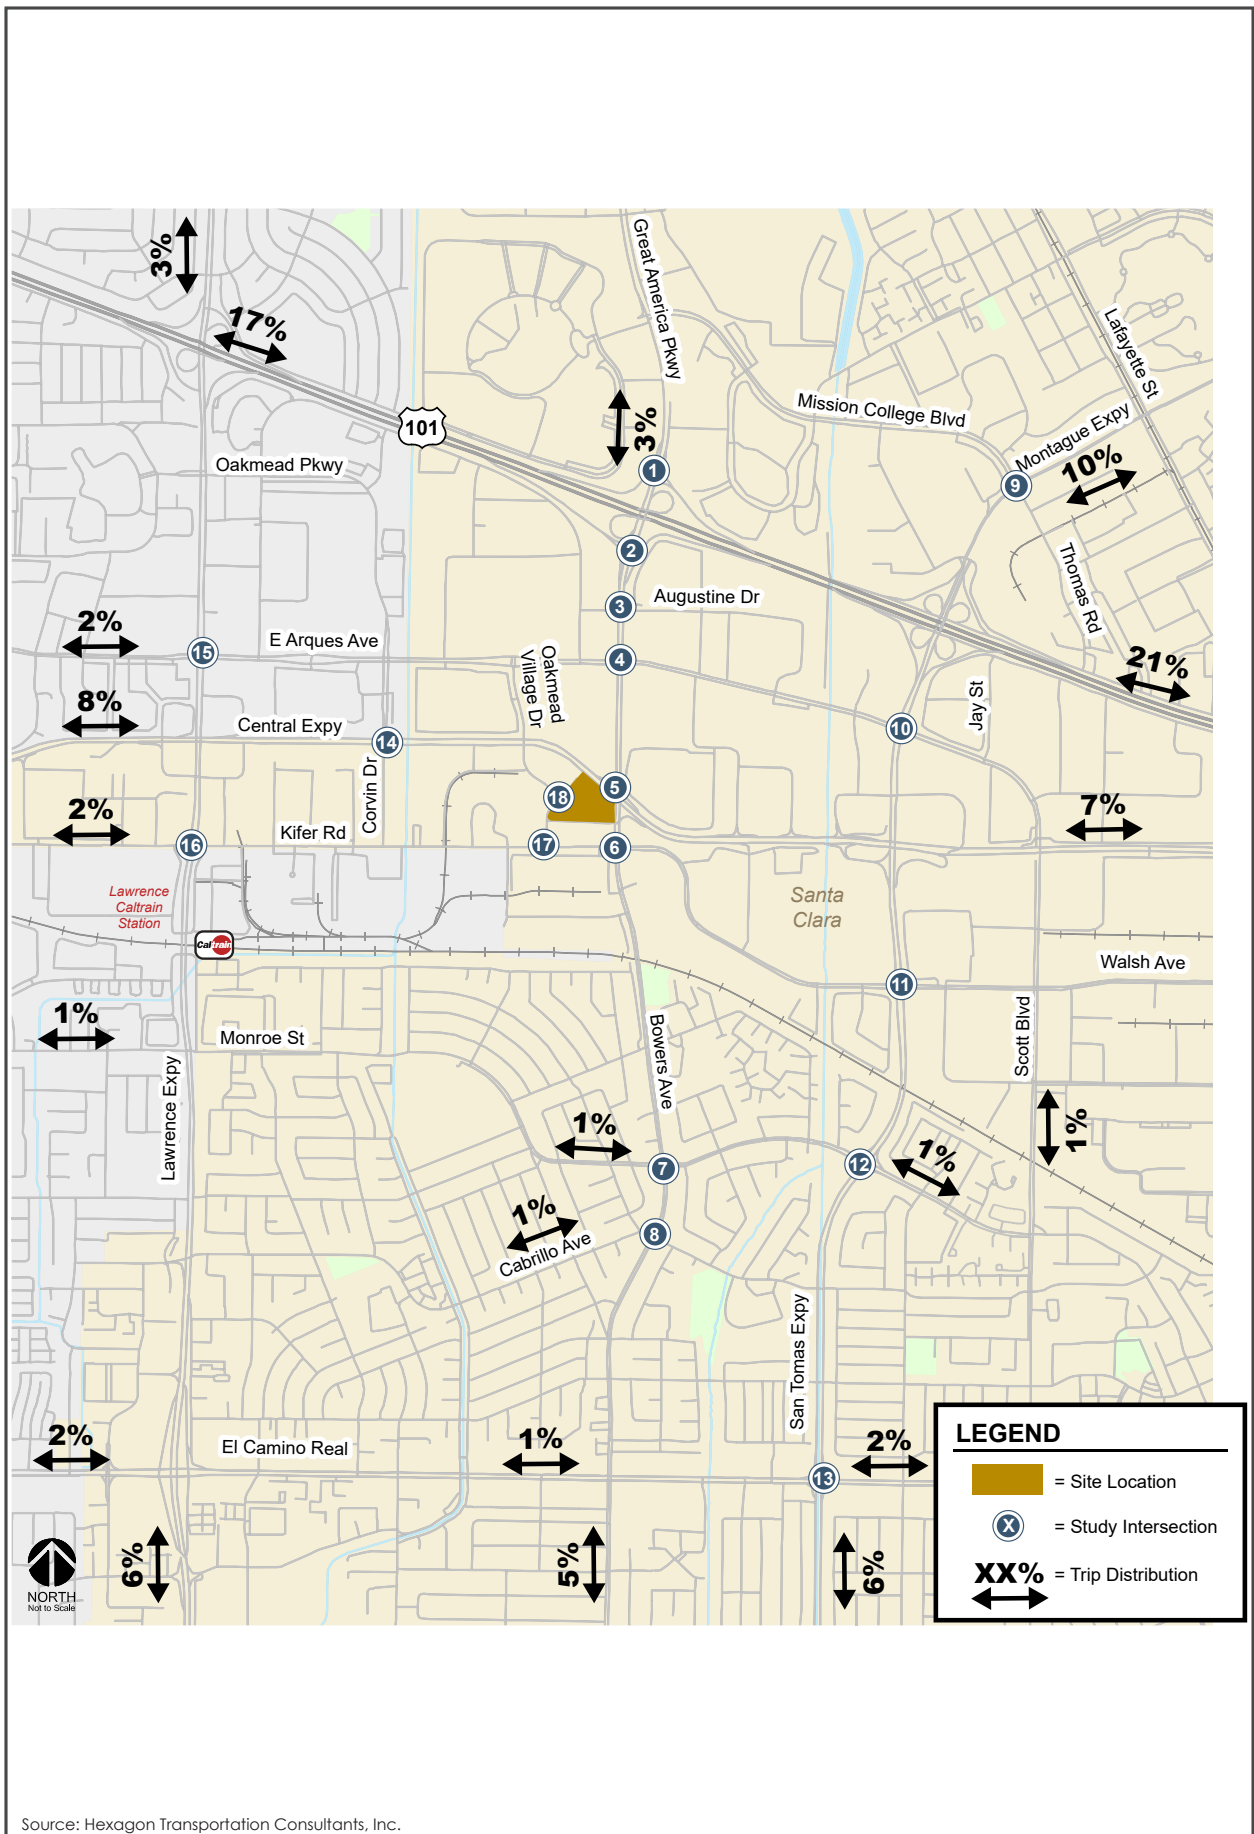 3%
17%
Great America Pkwy
Lafayette St
101
3%
Mission College Blvd
Montague Expy
10%
Oakmead Pkwy
1
9
2
Thomas Rd
3
Augustine Dr
2%
E Arques Ave
15
4
Oakmead
Village Dr
21%
8%
Central Expy
14
Jay St
10
Corvin Dr
5
18
2%
Kifer Rd
16
17
6
7%
Lawrence
Caltrain
Station
Santa
Clara
Caltrain
Walsh Ave
11
1%
Monroe St
Bowers Ave
Scott Blvd
Lawrence Expy
1%
1%
7
12
1%
1%
8
Cabrillo Ave
San Tomas Expy
2%
El Camino Real
1%
2%
13
6%
5%
6%
NORTH
Not to Scale
LEGEND
= Site Location
X
= Study Intersection
XX%
= Trip Distribution
Source: Hexagon Transportation Consultants, Inc.